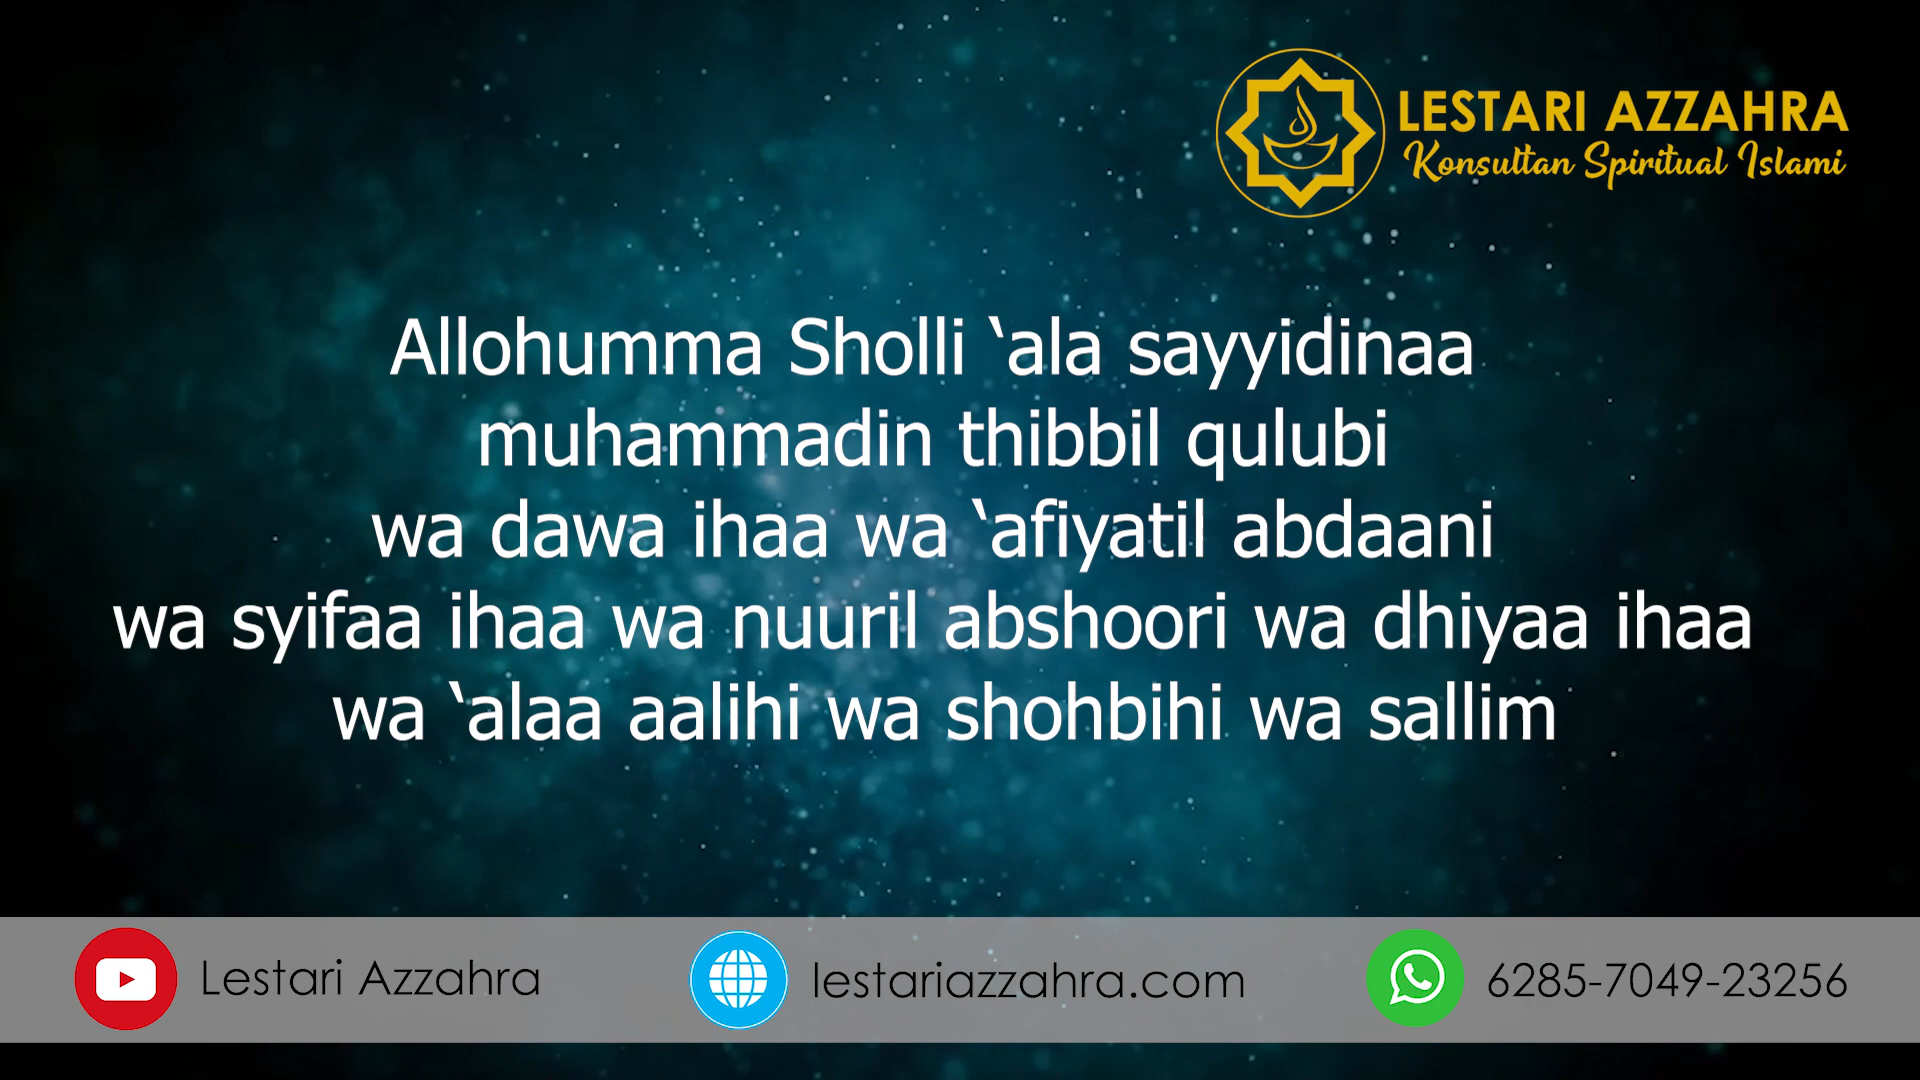 LESTARI AZZAHRA
Konsultan Spiritual Islami
Allohumma Sholli ‘ala sayyidinaa
muhammadin thibbil qulubi
wa dawa ihaa wa ‘afiyatil abdaani
wa syifaa ihaa wa nuuril abshoori wa dhiyaa ihaa
wa ‘alaa aalihi wa shohbihi wa sallim
Lestari Azzahra
lestariazzahra.com
6285-7049-23256